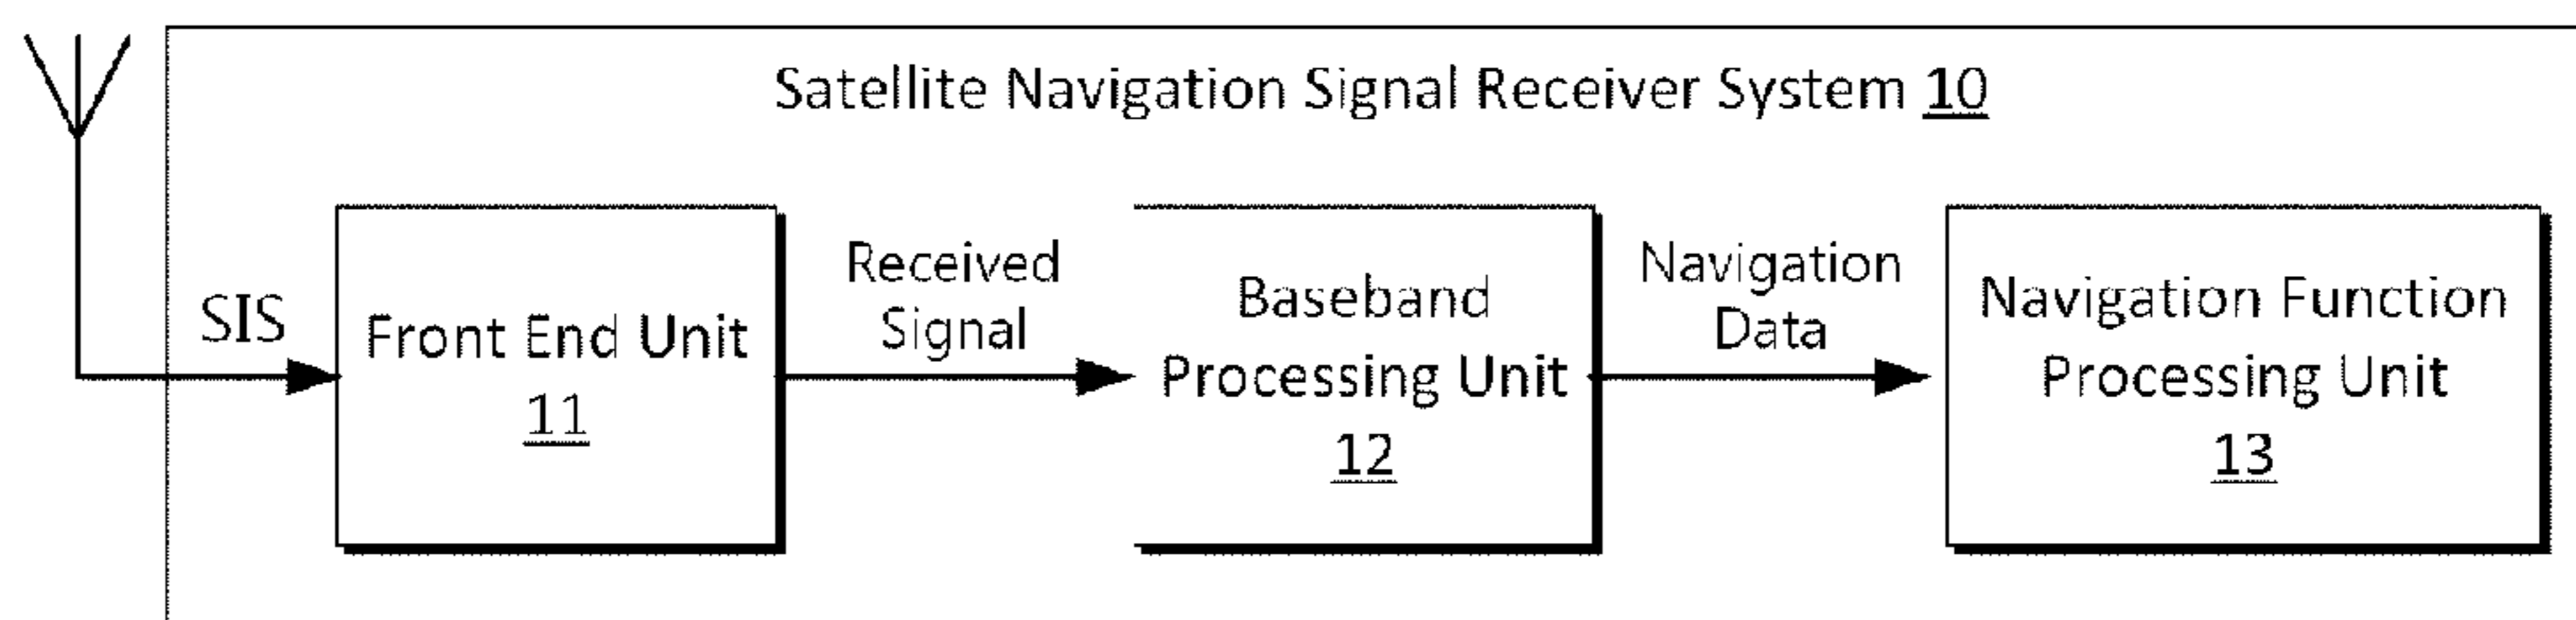 Satellite Navigation Signal Receiver System 10
SIS
Front End Unit
11
Received
Signal
Baseband
Processing Unit
12
Navigation
Data
Navigation Function
Processing Unit
13